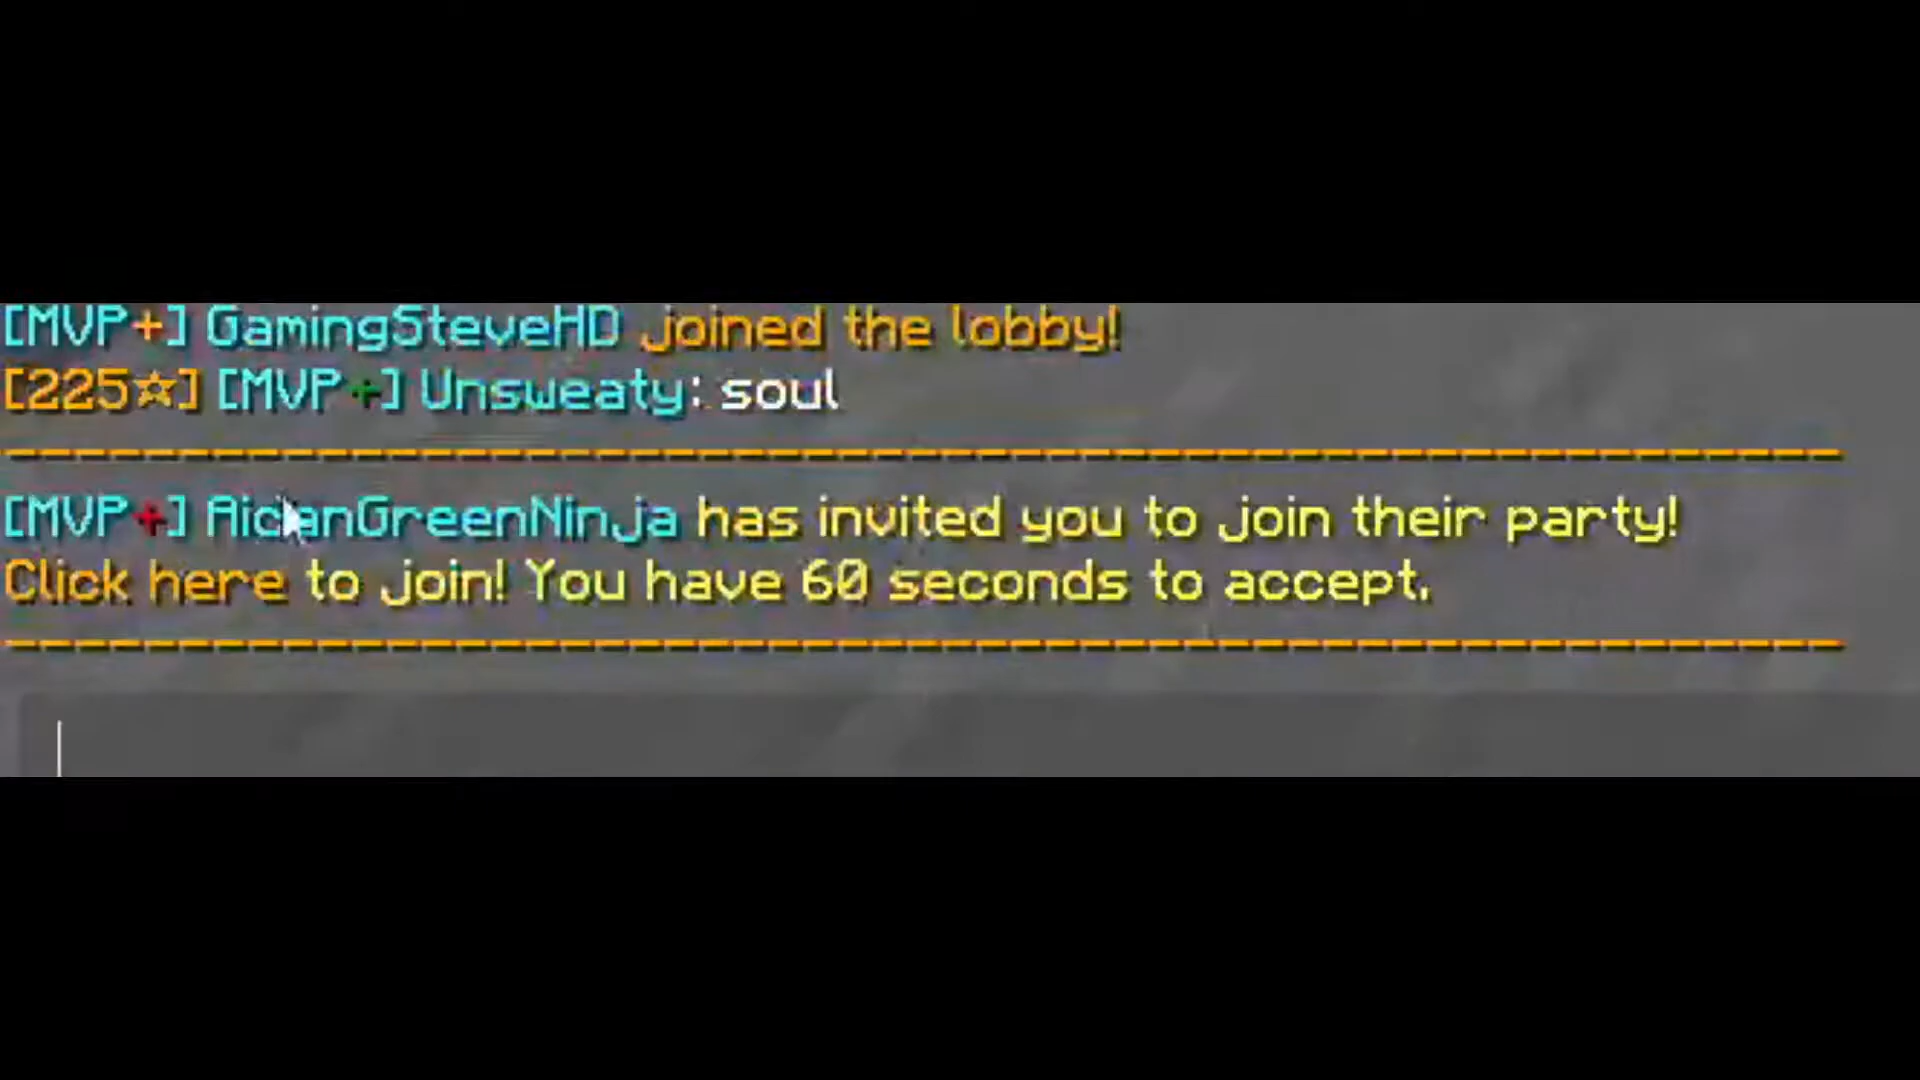 [MVP+] GamingSteveHD joined the lobby!
[225☆] [MVP+] Unsweaty: soul
-----------------------------------------------------
[MVP+] AidanGreenNinja has invited you to join their party!
Click here to join! You have 60 seconds to accept.
-----------------------------------------------------